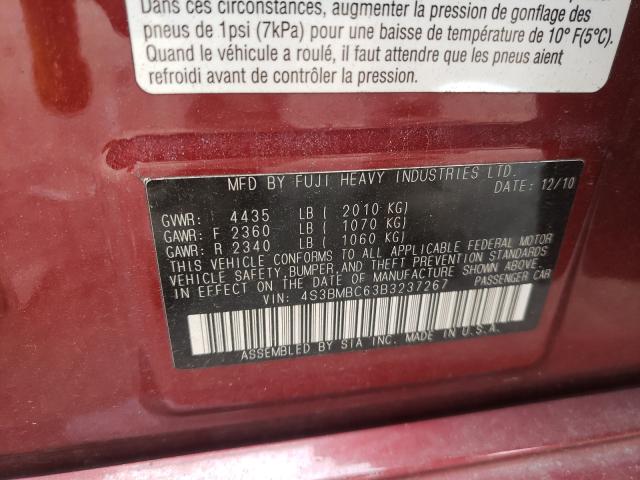 Dans ces circonstances, augmenter la pression de gonflage des
pneus de 1psi (7kPa) pour une baisse de température de 10° F(5°C).
Quand le véhicule a roulé, il faut attendre que les pneus aient
refroidi avant de contrôler la pression.
MFD BY FUJI HEAVY INDUSTRIES LTD.
DATE: 12/10
GVWR: 4435 LB ( 2010 KG)
GAWR: F 2360 LB ( 1070 KG)
GAWR: R 2340 LB ( 1060 KG)
THIS VEHICLE CONFORMS TO ALL APPLICABLE FEDERAL MOTOR
VEHICLE SAFETY, BUMPER, AND THEFT PREVENTION STANDARDS
IN EFFECT ON THE DATE OF MANUFACTURE SHOWN ABOVE.
PASSENGER CAR
VIN: 4S3BMBC63B3237267
ASSEMBLED BY SIA INC. MADE IN U.S.A.